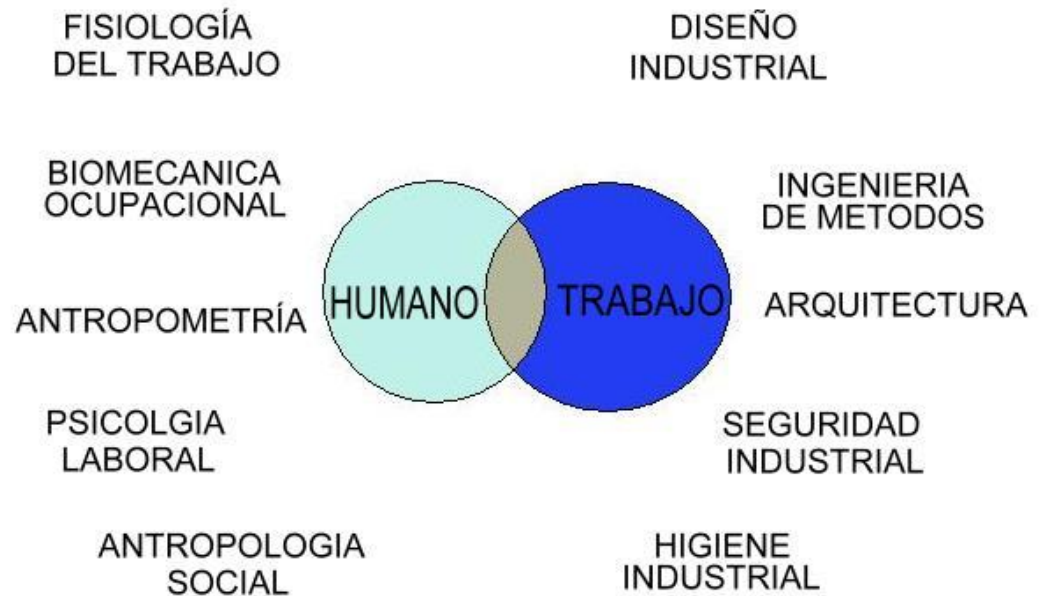 FISIOLOGÍA
DEL TRABAJO
BIOMECANICA
OCUPACIONAL
ANTROPOMETRÍA
PSICOLGIA
LABORAL
ANTROPOLOGIA
SOCIAL
HUMANO
TRABAJO
DISEÑO
INDUSTRIAL
INGENIERIA
DE METODOS
ARQUITECTURA
SEGURIDAD
INDUSTRIAL
HIGIENE
INDUSTRIAL